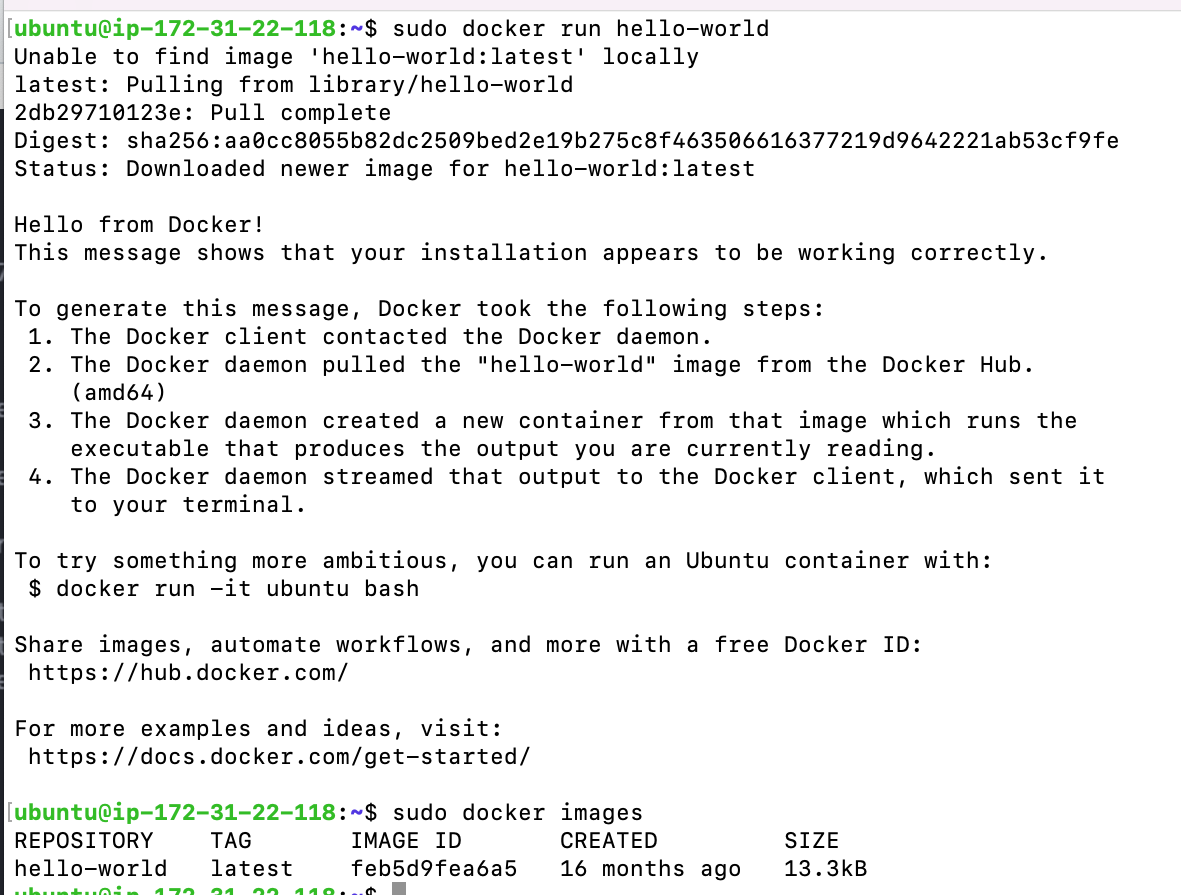 [ubuntu@ip-172-31-22-118:~$ sudo docker run hello-world
Unable to find image 'hello-world:latest' locally
latest: Pulling from library/hello-world
2db29710123e: Pull complete
Digest: sha256:aa0cc8055b82dc2509bed2e19b275c8f463506616377219d9642221ab53cf9fe
Status: Downloaded newer image for hello-world:latest

Hello from Docker!
This message shows that your installation appears to be working correctly.

To generate this message, Docker took the following steps:
 1. The Docker client contacted the Docker daemon.
 2. The Docker daemon pulled the "hello-world" image from the Docker Hub.
    (amd64)
 3. The Docker daemon created a new container from that image which runs the
    executable that produces the output you are currently reading.
 4. The Docker daemon streamed that output to the Docker client, which sent it
    to your terminal.

To try something more ambitious, you can run an Ubuntu container with:
 $ docker run -it ubuntu bash

Share images, automate workflows, and more with a free Docker ID:
 https://hub.docker.com/

For more examples and ideas, visit:
 https://docs.docker.com/get-started/

[ubuntu@ip-172-31-22-118:~$ sudo docker images
REPOSITORY    TAG       IMAGE ID       CREATED         SIZE
hello-world   latest    feb5d9fea6a5   16 months ago   13.3kB
ubuntu@ip-172-31-22-118:~$